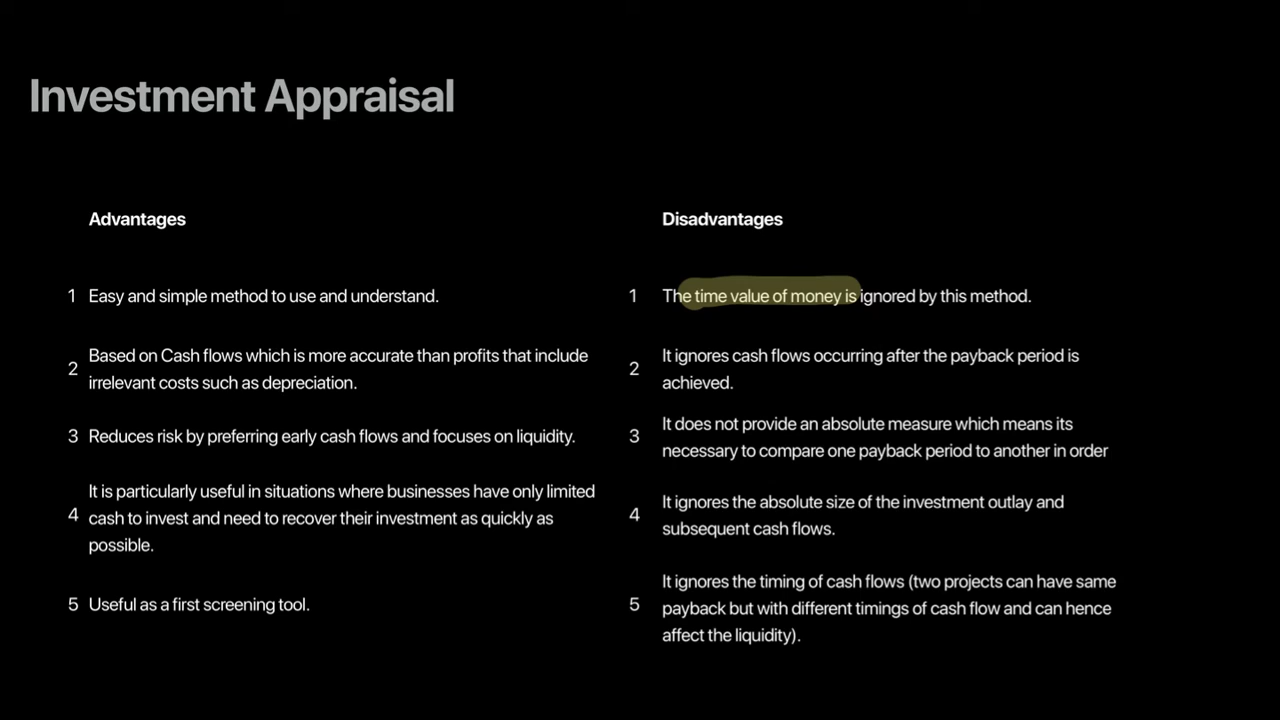 Investment Appraisal
Advantages
1 Easy and simple method to use and understand.
2 Based on Cash flows which is more accurate than profits that include
irrelevant costs such as depreciation.
3 Reduces risk by preferring early cash flows and focuses on liquidity.
4 It is particularly useful in situations where businesses have only limited
cash to invest and need to recover their investment as quickly as
possible.
5 Useful as a first screening tool.
Disadvantages
1 The time value of money is ignored by this method.
2 It ignores cash flows occurring after the payback period is
achieved.
3 It does not provide an absolute measure which means its
necessary to compare one payback period to another in order
4 It ignores the absolute size of the investment outlay and
subsequent cash flows.
5 It ignores the timing of cash flows (two projects can have same
payback but with different timings of cash flow and can hence
affect the liquidity).